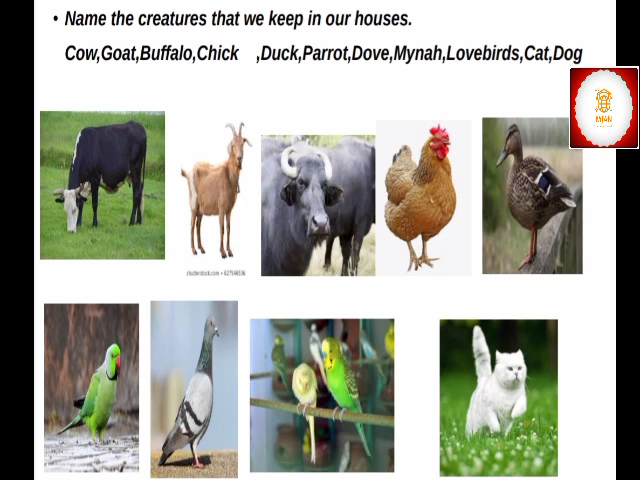 • Name the creatures that we keep in our houses.
Cow,Goat,Buffalo,Chick ,Duck,Parrot,Dove,Mynah,Lovebirds,Cat,Dog